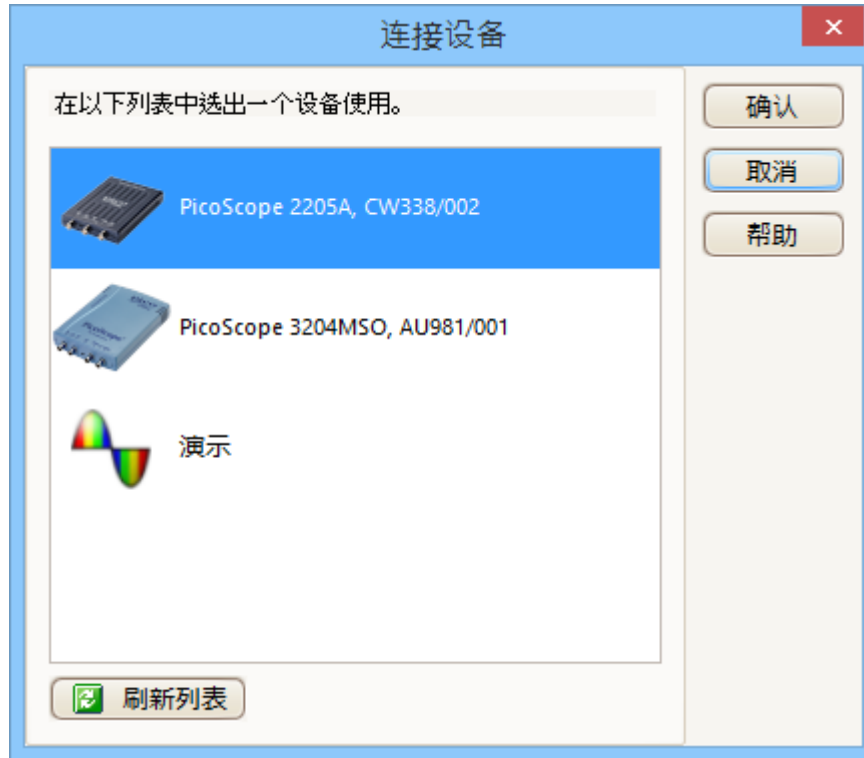 连接设备
在以下列表中选出一个设备使用。
确认
取消
帮助
PicoScope 2205A, CW338/002
PicoScope 3204MSO, AU981/001
演示
刷新列表